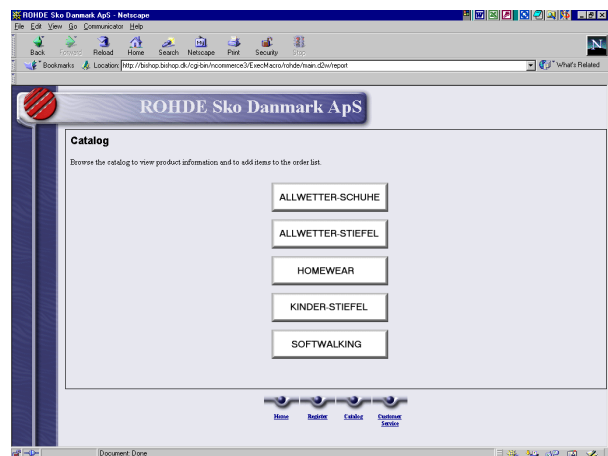 ROHDE Sko Danmark ApS - Netscape
File Edit View Go Communicator Help
Back Forward Reload Home Search Netscape Print Security Stop
Bookmarks Location: http://bishop.bishop.dk/cgi-bin/ncommerce3/ExecMacro/rohde/main.d2w/report What's Related
ROHDE Sko Danmark ApS
Catalog
Browse the catalog to view product information and to add items to the order list.
ALLWETTER-SCHUHE
ALLWETTER-STIEFEL
HOMEWEAR
KINDER-STIEFEL
SOFTWALKING
Home Register Catalog Customer
Service
Document: Done